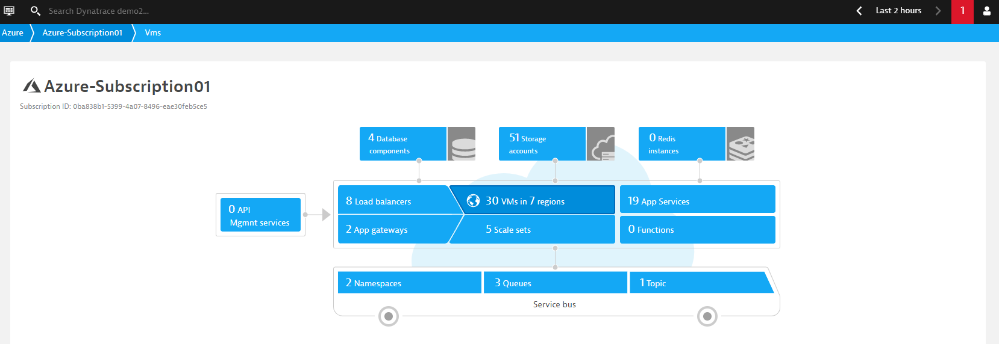 Search Dynatrace demo2...
Last 2 hours
1
Azure
Azure-Subscription01
Vms
Azure-Subscription01
Subscription ID: 0ba838b1-5399-4a07-8496-eae30feb5ce5
4 Database
components
51 Storage
accounts
0 Redis
instances
0 API
Mgmnt services
8 Load balancers
30 VMs in 7 regions
19 App Services
2 App gateways
5 Scale sets
0 Functions
2 Namespaces
3 Queues
1 Topic
Service bus